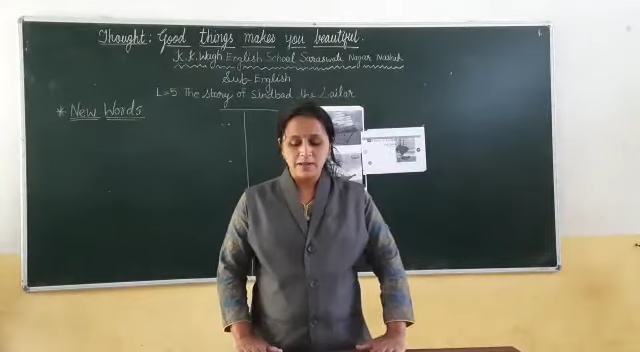 Thought: Good things makes you beautiful.
K.K. Wagh English School Saraswati Nagar Nashik
Sub- English
L=5 The story of Sindbad the Sailor
* New Words